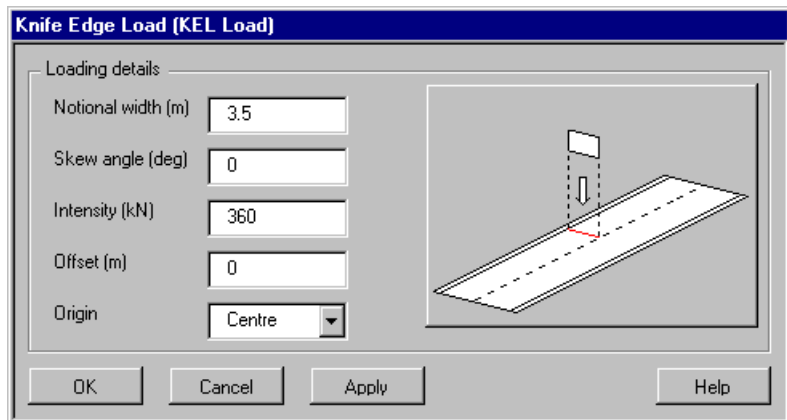 Knife Edge Load (KEL Load)
Loading details
Notional width (m) 3.5
Skew angle (deg) 0
Intensity (kN) 360
Offset (m) 0
Origin Centre
OK Cancel Apply Help